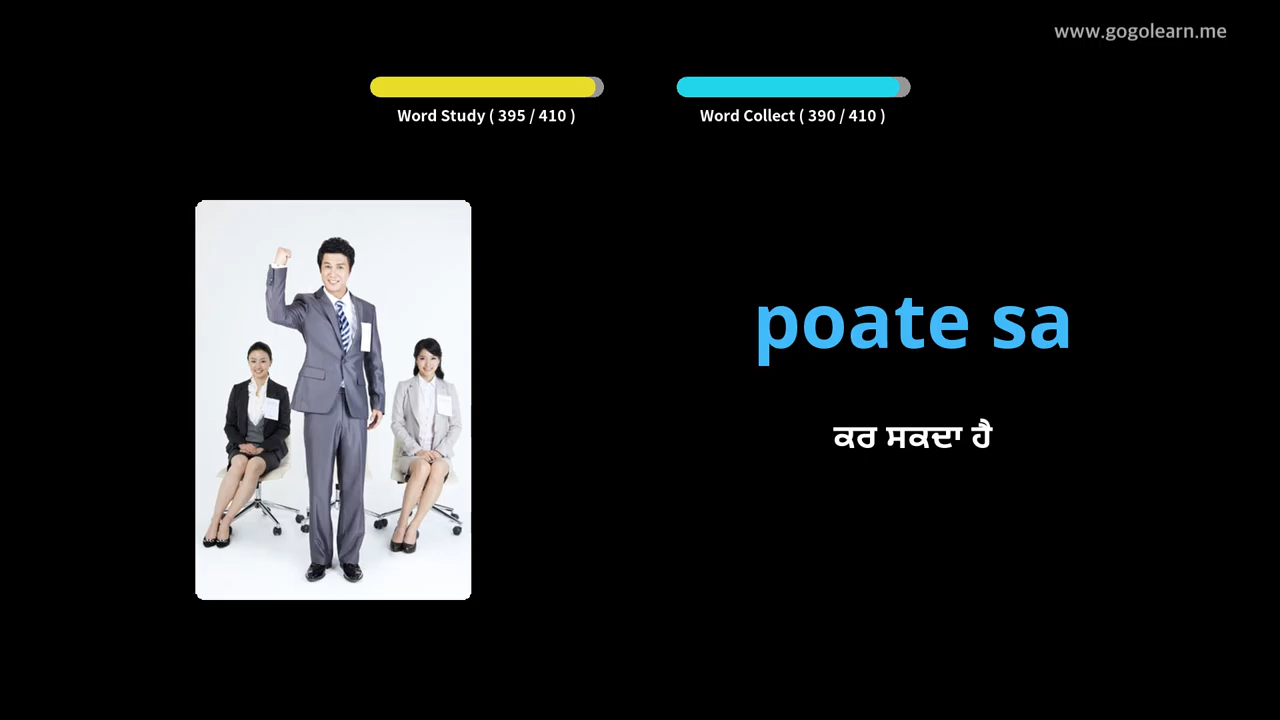 www.gogolearn.me
Word Study ( 395 / 410 )
Word Collect ( 390 / 410 )
poate sa
ਕਰ ਸਕਦਾ ਹੈ